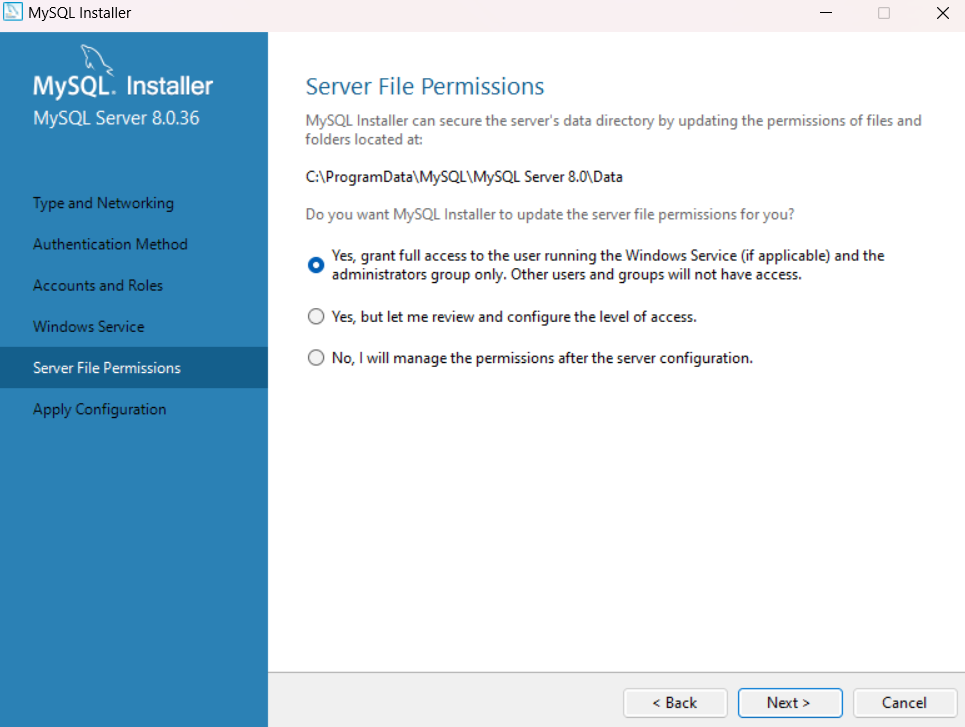 MySQL Installer
MySQL. Installer
MySQL Server 8.0.36
Type and Networking
Authentication Method
Accounts and Roles
Windows Service
Server File Permissions
Apply Configuration
Server File Permissions
MySQL Installer can secure the server's data directory by updating the permissions of files and
folders located at:
C:\ProgramData\MySQL\MySQL Server 8.0\Data
Do you want MySQL Installer to update the server file permissions for you?
Yes, grant full access to the user running the Windows Service (if applicable) and the
administrators group only. Other users and groups will not have access.
Yes, but let me review and configure the level of access.
No, I will manage the permissions after the server configuration.
< Back
Next >
Cancel